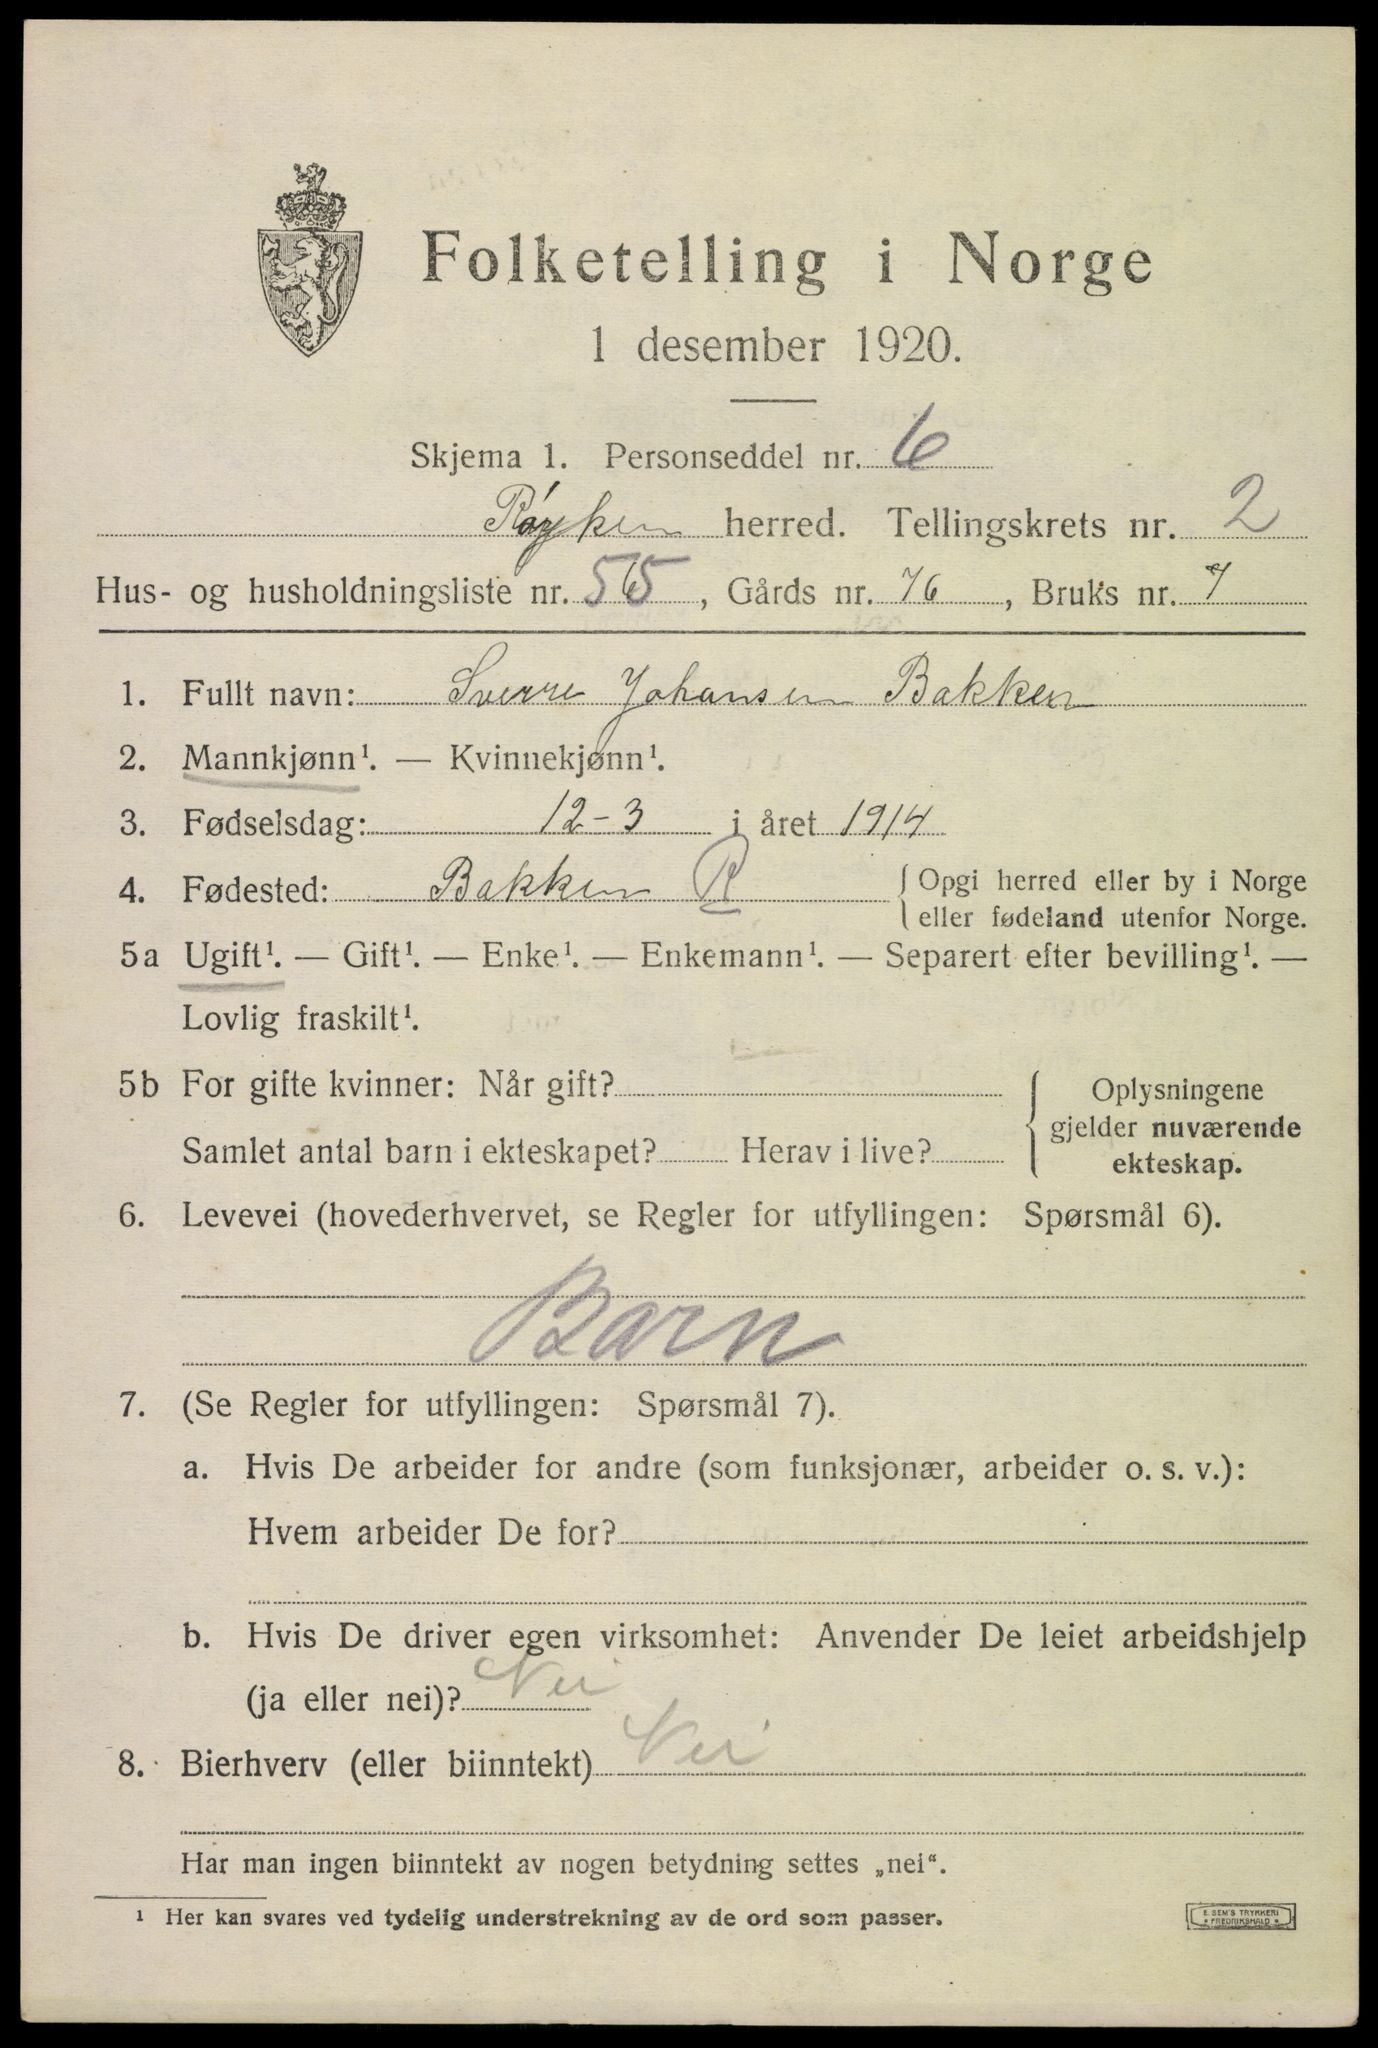 Folketelling i Norge
1 desember 1920.
Skjema 1. Personseddel nr. 6
Røyken herred. Tellingskrets nr. 2
Hus- og husholdningsliste nr. 55, Gårds nr. 76, Bruks nr. 7
1. Fullt navn: Sverre Johansen Bakken
2. Mannkjønn¹. — Kvinnekjønn¹.
3. Fødselsdag: 12-3 i året 1914
4. Fødested: Bakken R { Opgi herred eller by i Norge
eller fødeland utenfor Norge.
5a Ugift¹. — Gift¹. — Enke¹. — Enkemann¹. — Separert efter bevilling¹. —
Lovlig fraskilt¹.
5b For gifte kvinner: Når gift?
Samlet antal barn i ekteskapet? Herav i live?
Oplysningene
gjelder nuværende
ekteskap.
6. Levevei (hovederhvervet, se Regler for utfyllingen: Spørsmål 6).
Barn
7. (Se Regler for utfyllingen: Spørsmål 7).
a. Hvis De arbeider for andre (som funksjonær, arbeider o. s. v.):
Hvem arbeider De for?
b. Hvis De driver egen virksomhet: Anvender De leiet arbeidshjelp
(ja eller nei)? Nei
8. Bierhverv (eller biinntekt) Nei
Har man ingen biinntekt av nogen betydning settes „nei“.
¹ Her kan svares ved tydelig understrekning av de ord som passer.
E. SEM'S TRYKKERI
• FREDRIKSHALD •